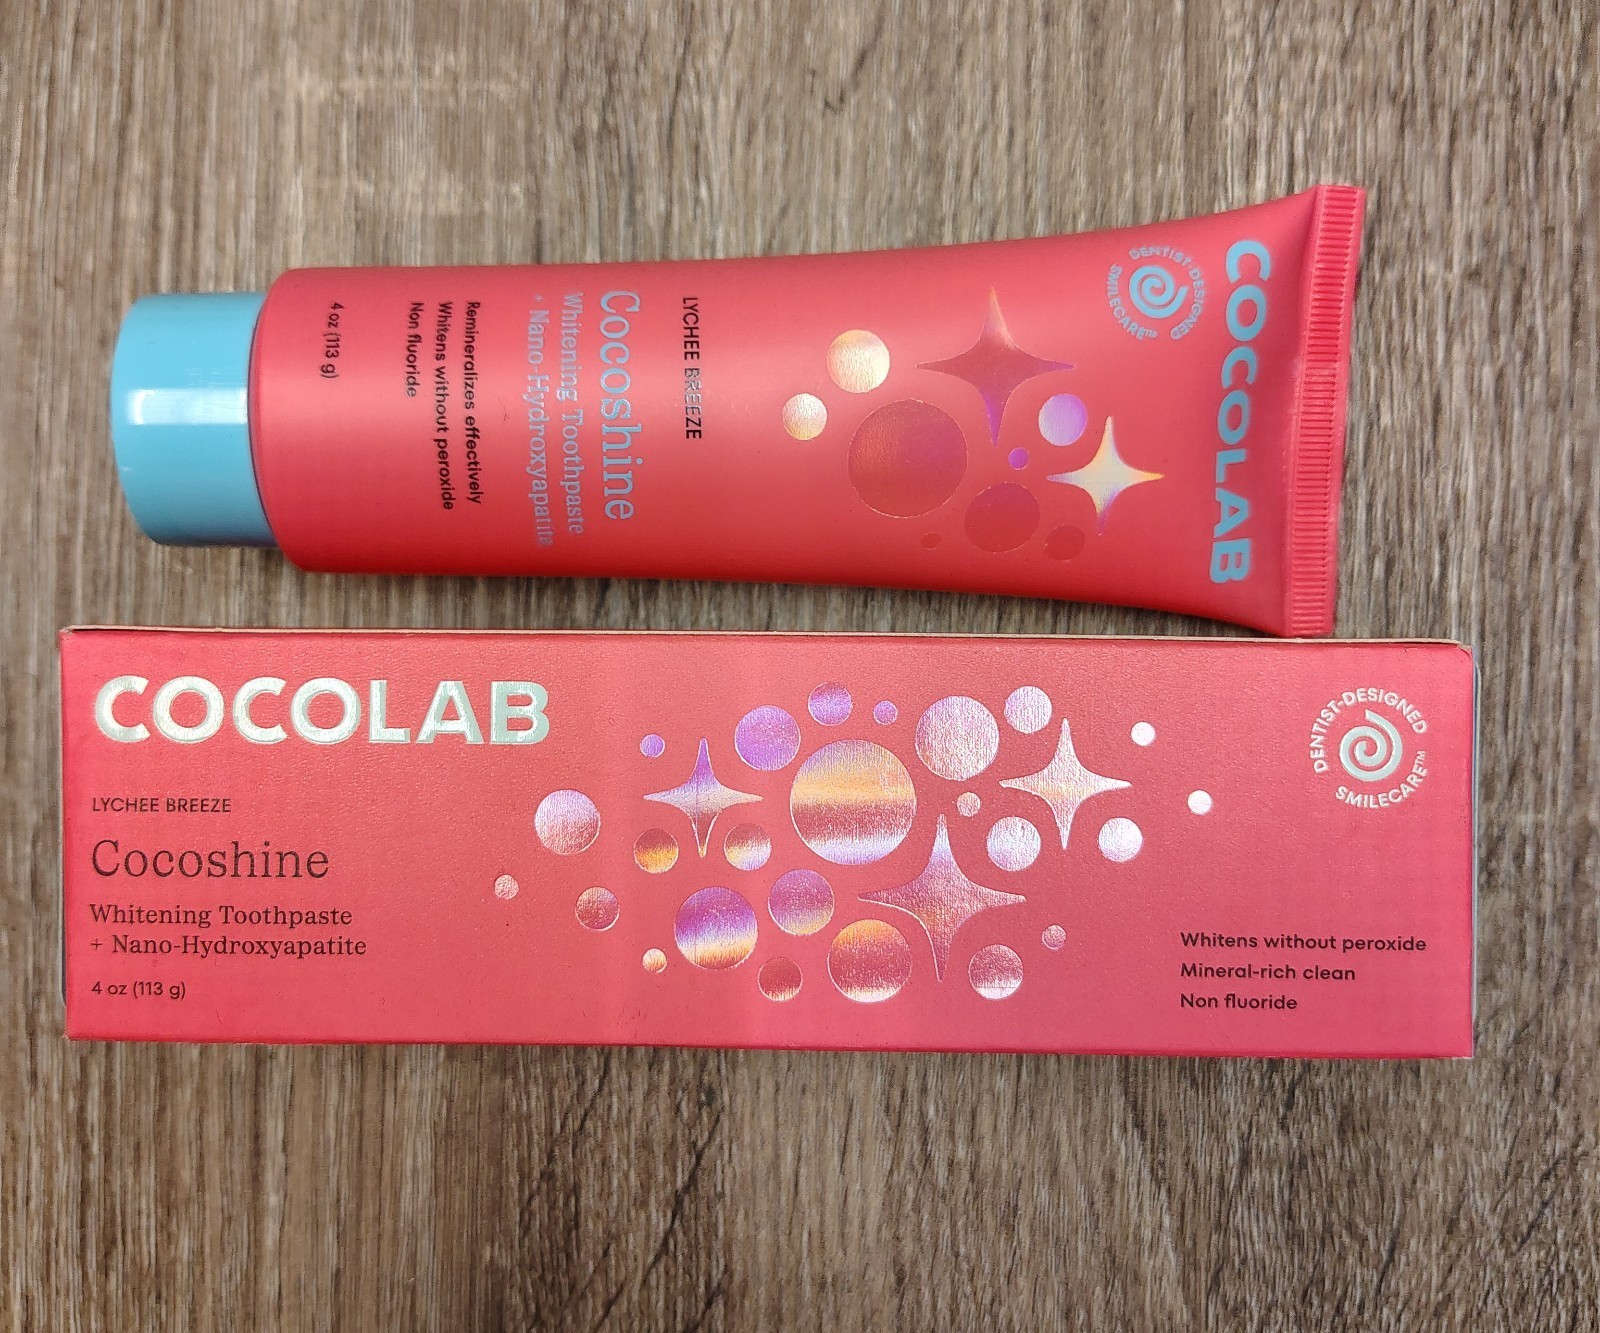 COCOLAB
DENTIST-DESIGNED
SMILECARE™
LYCHEE BREEZE
Cocoshine
Whitening Toothpaste
+ Nano-Hydroxyapatite
Remineralizes effectively
Whitens without peroxide
Non fluoride
4 oz (113 g)
COCOLAB
LYCHEE BREEZE
Cocoshine
Whitening Toothpaste
+ Nano-Hydroxyapatite
4 oz (113 g)
DENTIST-DESIGNED
SMILECARE™
Whitens without peroxide
Mineral-rich clean
Non fluoride